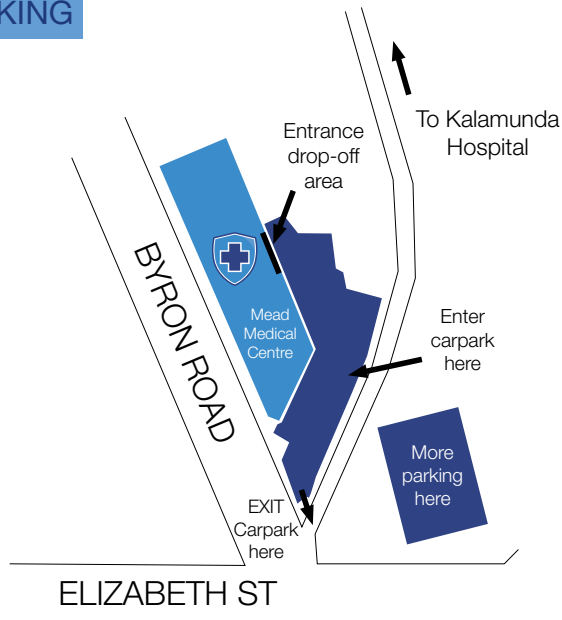 KING
To Kalamunda
Hospital
Entrance
drop-off
area
BYRON ROAD
Mead
Medical
Centre
Enter
carpark
here
More
parking
here
EXIT
Carpark
here
ELIZABETH ST